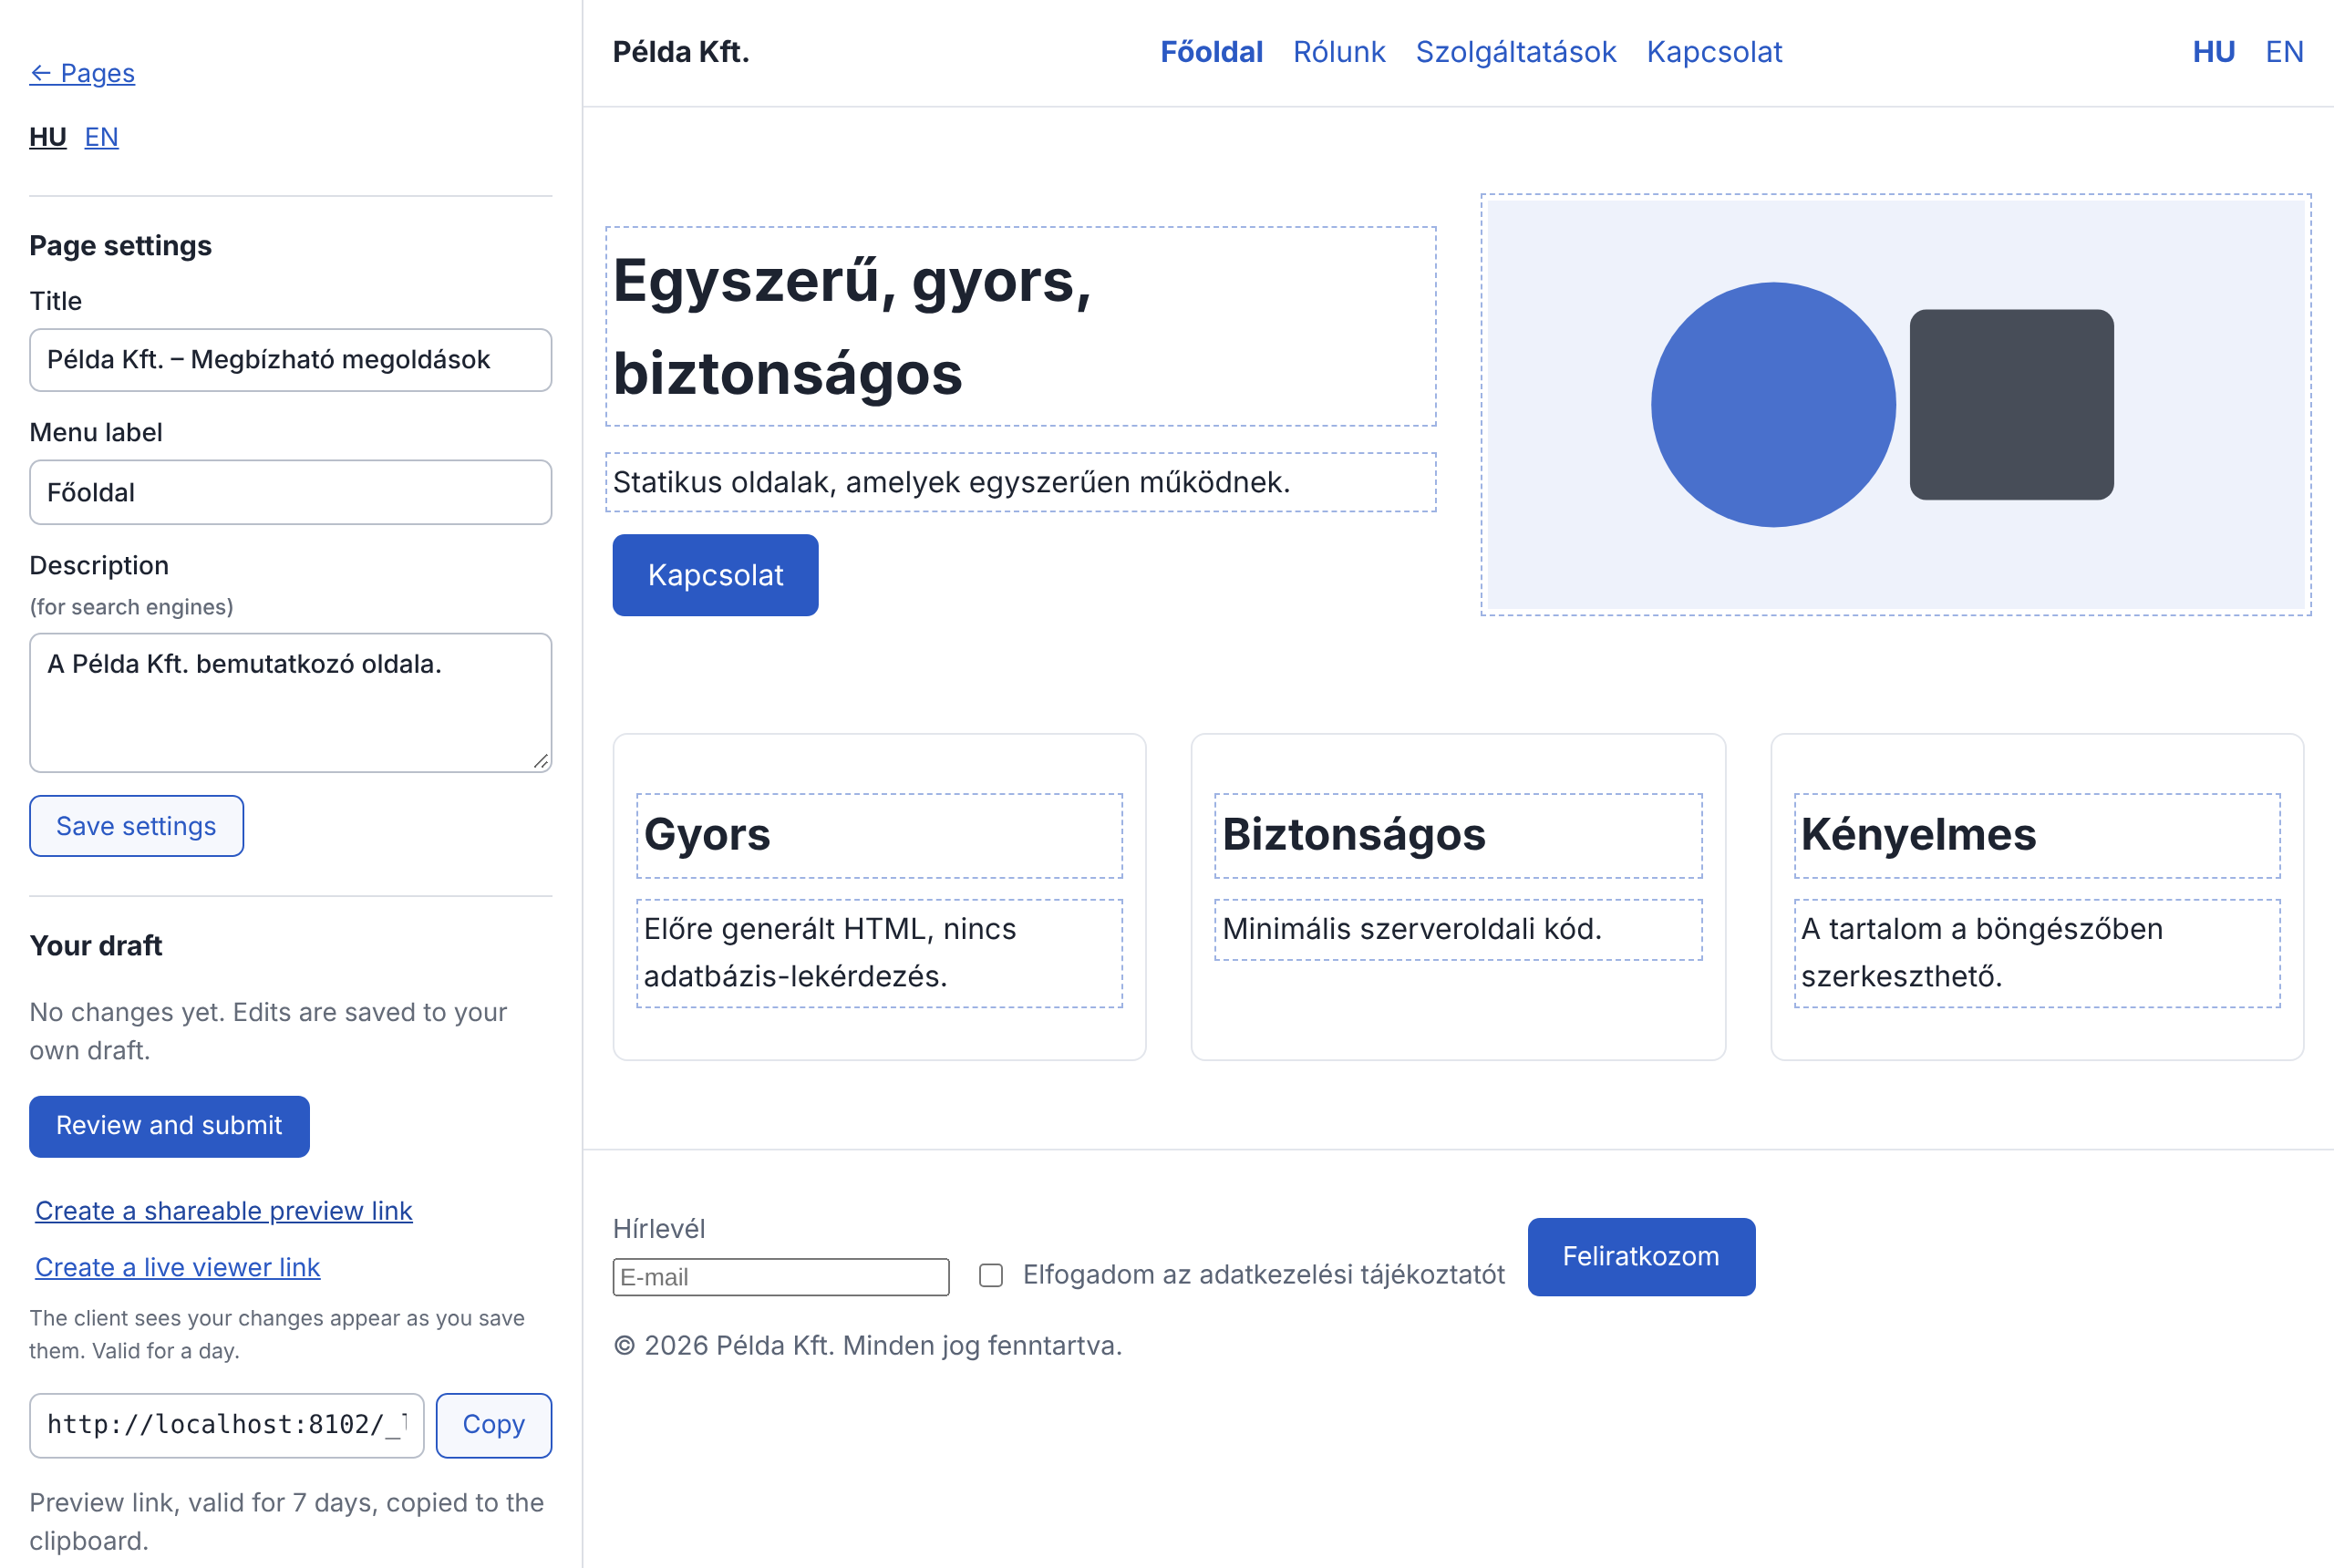 ← Pages
HU EN
Page settings
Title
Példa Kft. – Megbízható megoldások
Menu label
Főoldal
Description
(for search engines)
A Példa Kft. bemutatkozó oldala.
Save settings
Your draft
No changes yet. Edits are saved to your
own draft.
Review and submit
Create a shareable preview link
Create a live viewer link
The client sees your changes appear as you save
them. Valid for a day.
http://localhost:8102/_
Copy
Preview link, valid for 7 days, copied to the
clipboard.
Példa Kft.
Főoldal Rólunk Szolgáltatások Kapcsolat
HU EN
Egyszerű, gyors,
biztonságos
Statikus oldalak, amelyek egyszerűen működnek.
Kapcsolat
Gyors
Előre generált HTML, nincs
adatbázis-lekérdezés.
Biztonságos
Minimális szerveroldali kód.
Kényelmes
A tartalom a böngészőben
szerkeszthető.
Hírlevél
E-mail
Elfogadom az adatkezelési tájékoztatót
Feliratkozom
© 2026 Példa Kft. Minden jog fenntartva.